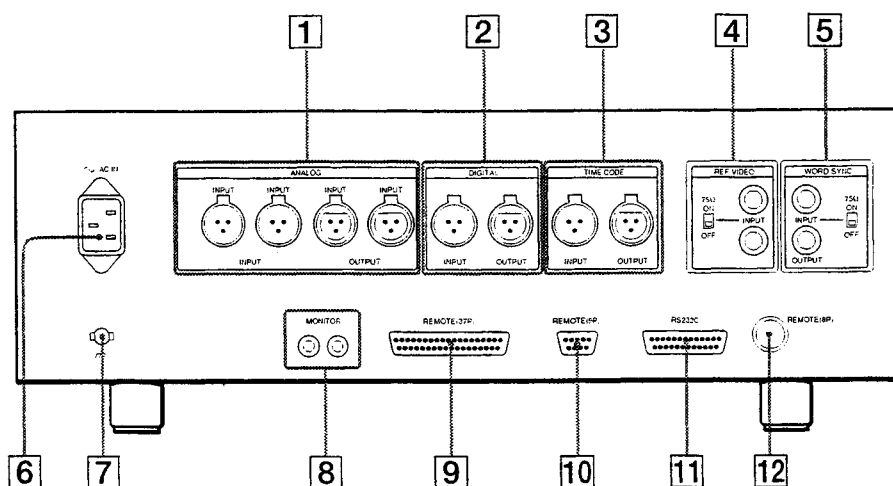 1 2 3 4 5
AC IN
ANALOG
INPUT INPUT INPUT INPUT
INPUT OUTPUT
DIGITAL
INPUT OUTPUT
TIME CODE
INPUT OUTPUT
REF VIDEO
75Ω
ON
OFF
INPUT
WORD SYNC
INPUT
75Ω
ON
OFF
OUTPUT
MONITOR
REMOTE(37P)
REMOTE(9P)
RS232C
REMOTE(8P)
6 7 8 9 10 11 12